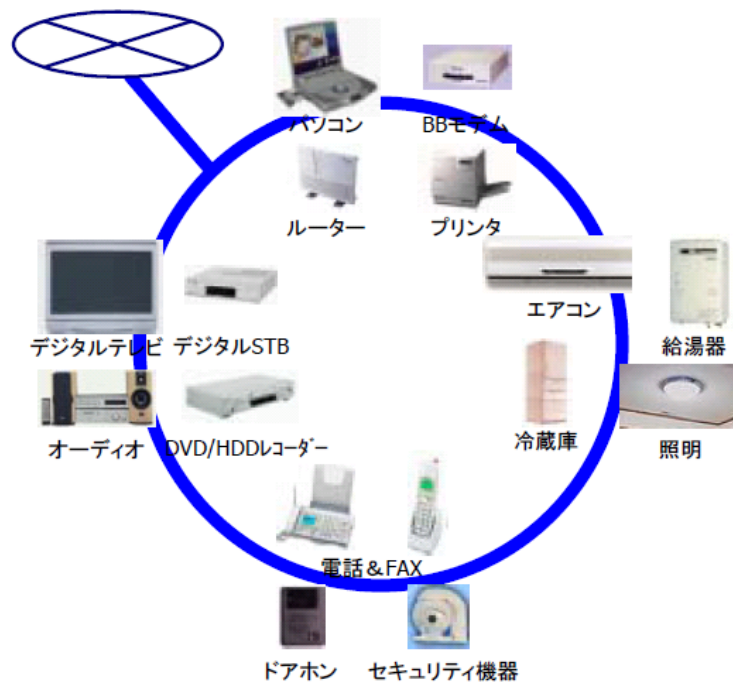 パソコン
BBモデム
ルーター
プリンタ
エアコン
給湯器
デジタルテレビ
デジタルSTB
オーディオ
DVD/HDDレコーダー
冷蔵庫
照明
電話&FAX
ドアホン
セキュリティ機器